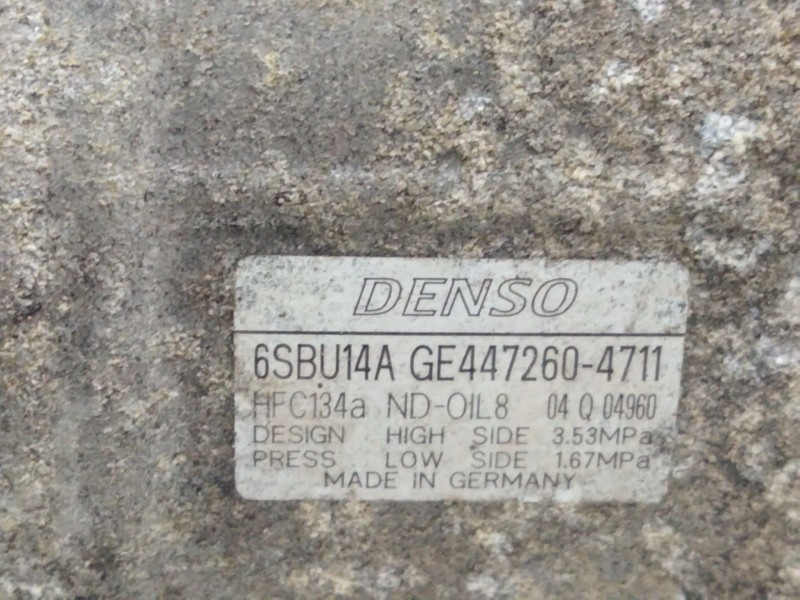 DENSO
6SBU14A GE447260-4711
HFC134a ND-OIL8 04 Q 04960
DESIGN HIGH SIDE 3.53MPa
PRESS LOW SIDE 1.67MPa
MADE IN GERMANY